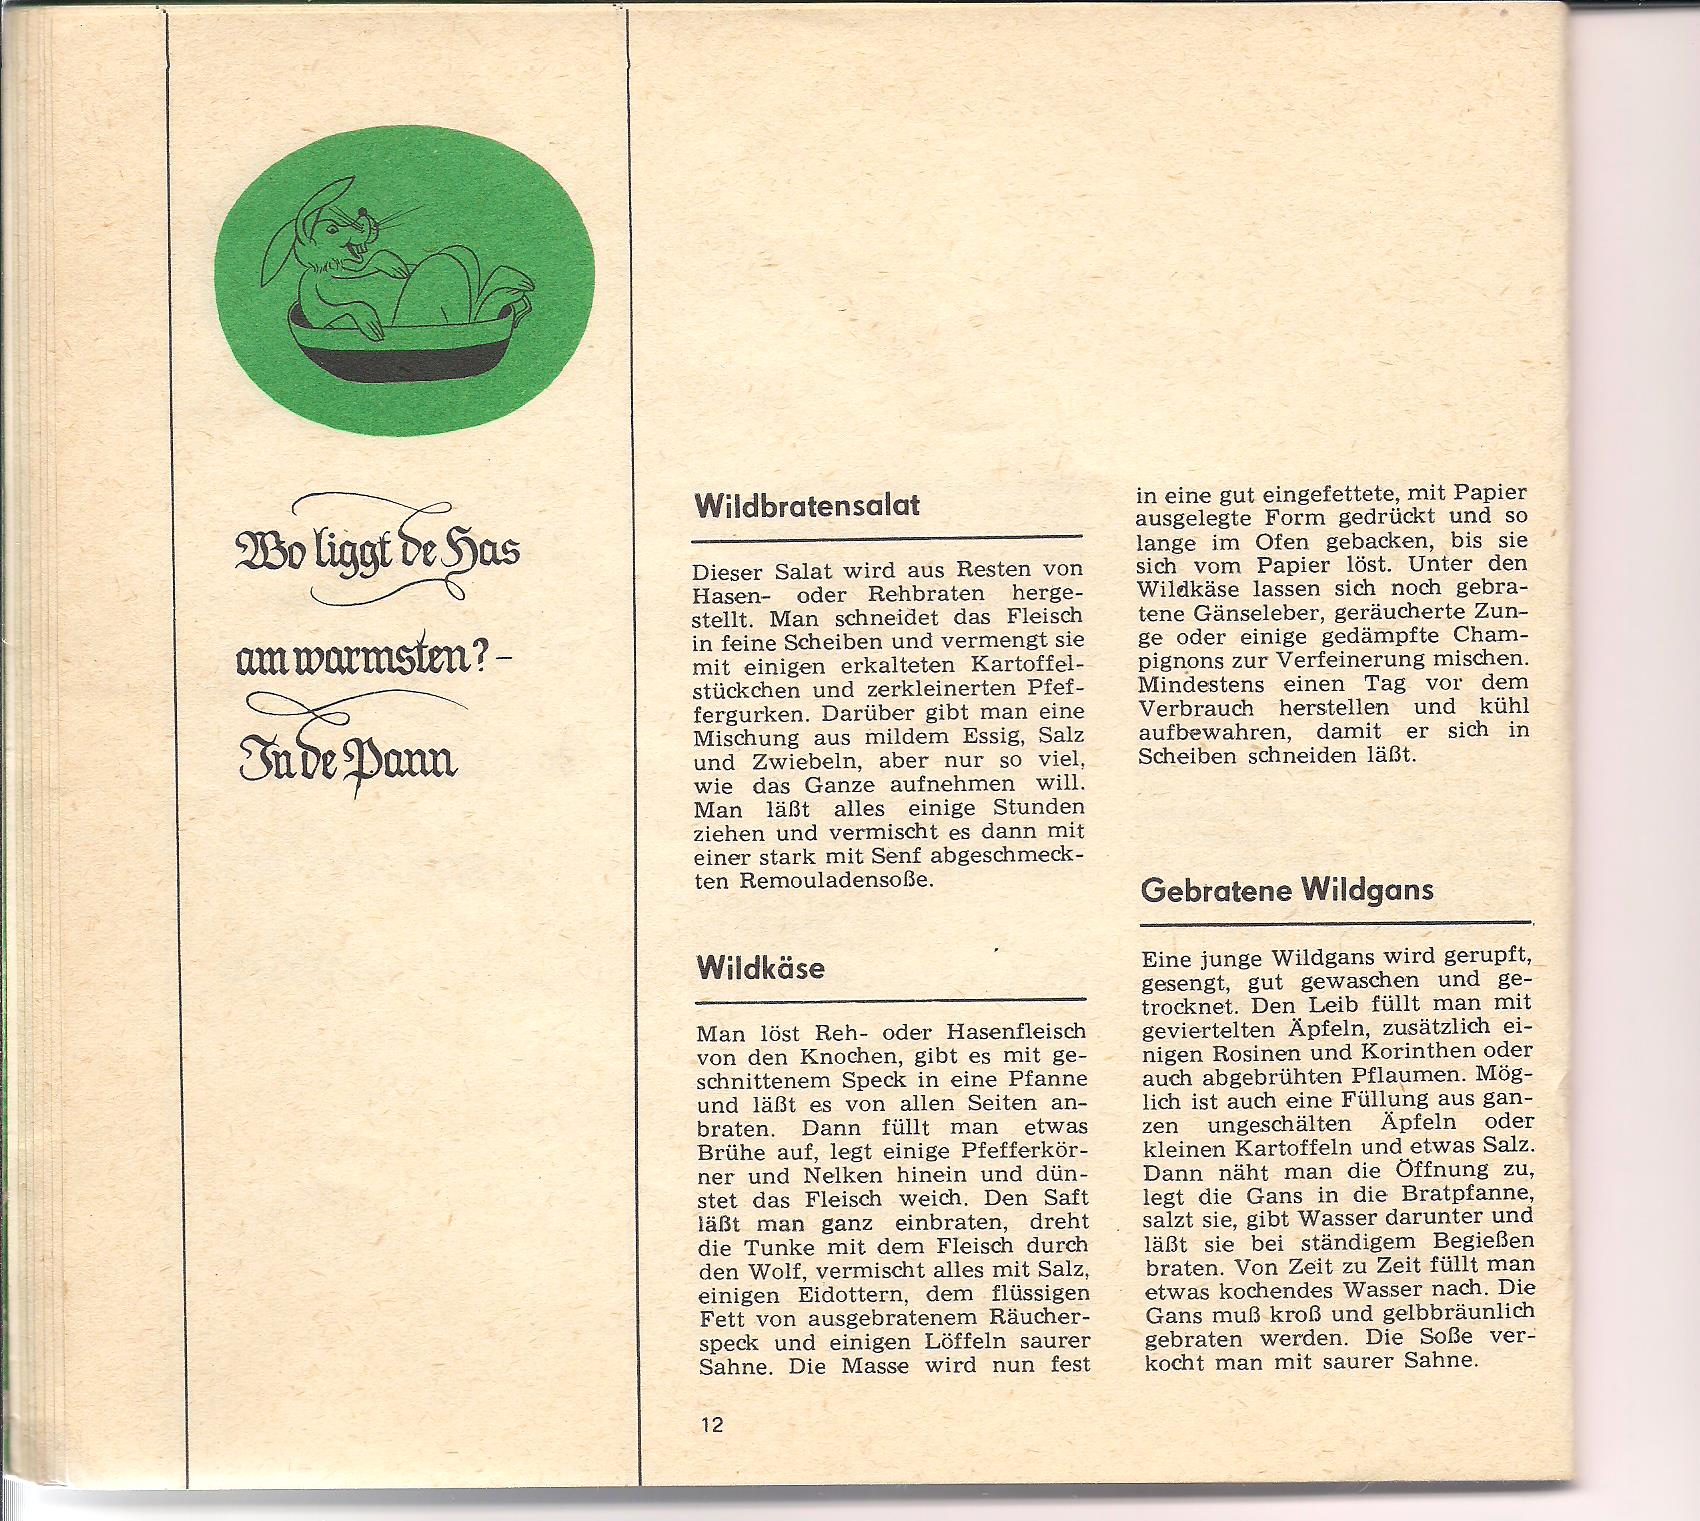 Wo liggt de Has
am warmsten? –
In de Pann
Wildbratensalat
Dieser Salat wird aus Resten von
Hasen- oder Rehbraten herge-
stellt. Man schneidet das Fleisch
in feine Scheiben und vermengt sie
mit einigen erkalteten Kartoffel-
stückchen und zerkleinerten Pfef-
fergurken. Darüber gibt man eine
Mischung aus mildem Essig, Salz
und Zwiebeln, aber nur so viel,
wie das Ganze aufnehmen will.
Man läßt alles einige Stunden
ziehen und vermischt es dann mit
einer stark mit Senf abgeschmeck-
ten Remouladensoße.
Wildkäse
Man löst Reh- oder Hasenfleisch
von den Knochen, gibt es mit ge-
schnittenem Speck in eine Pfanne
und läßt es von allen Seiten an-
braten. Dann füllt man etwas
Brühe auf, legt einige Pfefferkör-
ner und Nelken hinein und dün-
stet das Fleisch weich. Den Saft
läßt man ganz einbraten, dreht
die Tunke mit dem Fleisch durch
den Wolf, vermischt alles mit Salz,
einigen Eidottern, dem flüssigen
Fett von ausgebratenem Räucher-
speck und einigen Löffeln saurer
Sahne. Die Masse wird nun fest
in eine gut eingefettete, mit Papier
ausgelegte Form gedrückt und so
lange im Ofen gebacken, bis sie
sich vom Papier löst. Unter den
Wildkäse lassen sich noch gebra-
tene Gänseleber, geräucherte Zun-
ge oder einige gedämpfte Cham-
pignons zur Verfeinerung mischen.
Mindestens einen Tag vor dem
Verbrauch herstellen und kühl
aufbewahren, damit er sich in
Scheiben schneiden läßt.
Gebratene Wildgans
Eine junge Wildgans wird gerupft,
gesengt, gut gewaschen und ge-
trocknet. Den Leib füllt man mit
geviertelten Äpfeln, zusätzlich ei-
nigen Rosinen und Korinthen oder
auch abgebrühten Pflaumen. Mög-
lich ist auch eine Füllung aus gan-
zen ungeschälten Äpfeln oder
kleinen Kartoffeln und etwas Salz.
Dann näht man die Öffnung zu,
legt die Gans in die Bratpfanne,
salzt sie, gibt Wasser darunter und
läßt sie bei ständigem Begießen
braten. Von Zeit zu Zeit füllt man
etwas kochendes Wasser nach. Die
Gans muß kroß und gelbbräunlich
gebraten werden. Die Soße ver-
kocht man mit saurer Sahne.
12